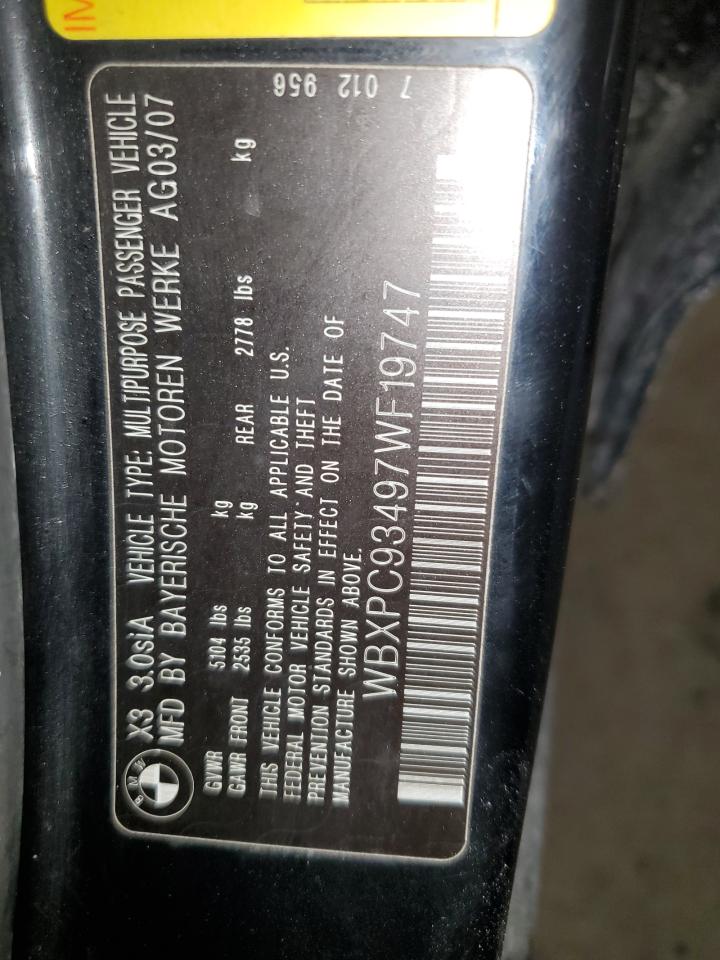 IM
BMW
X3 3.0siA VEHICLE TYPE: MULTIPURPOSE PASSENGER VEHICLE
MFD BY BAYERISCHE MOTOREN WERKE AG03/07
GVWR 5104 lbs kg
GAWR FRONT 2535 lbs kg REAR 2778 lbs kg
THIS VEHICLE CONFORMS TO ALL APPLICABLE U.S.
FEDERAL MOTOR VEHICLE SAFETY AND THEFT
PREVENTION STANDARDS IN EFFECT ON THE DATE OF
MANUFACTURE SHOWN ABOVE.
WBXPC93497WF19747
7 012 956